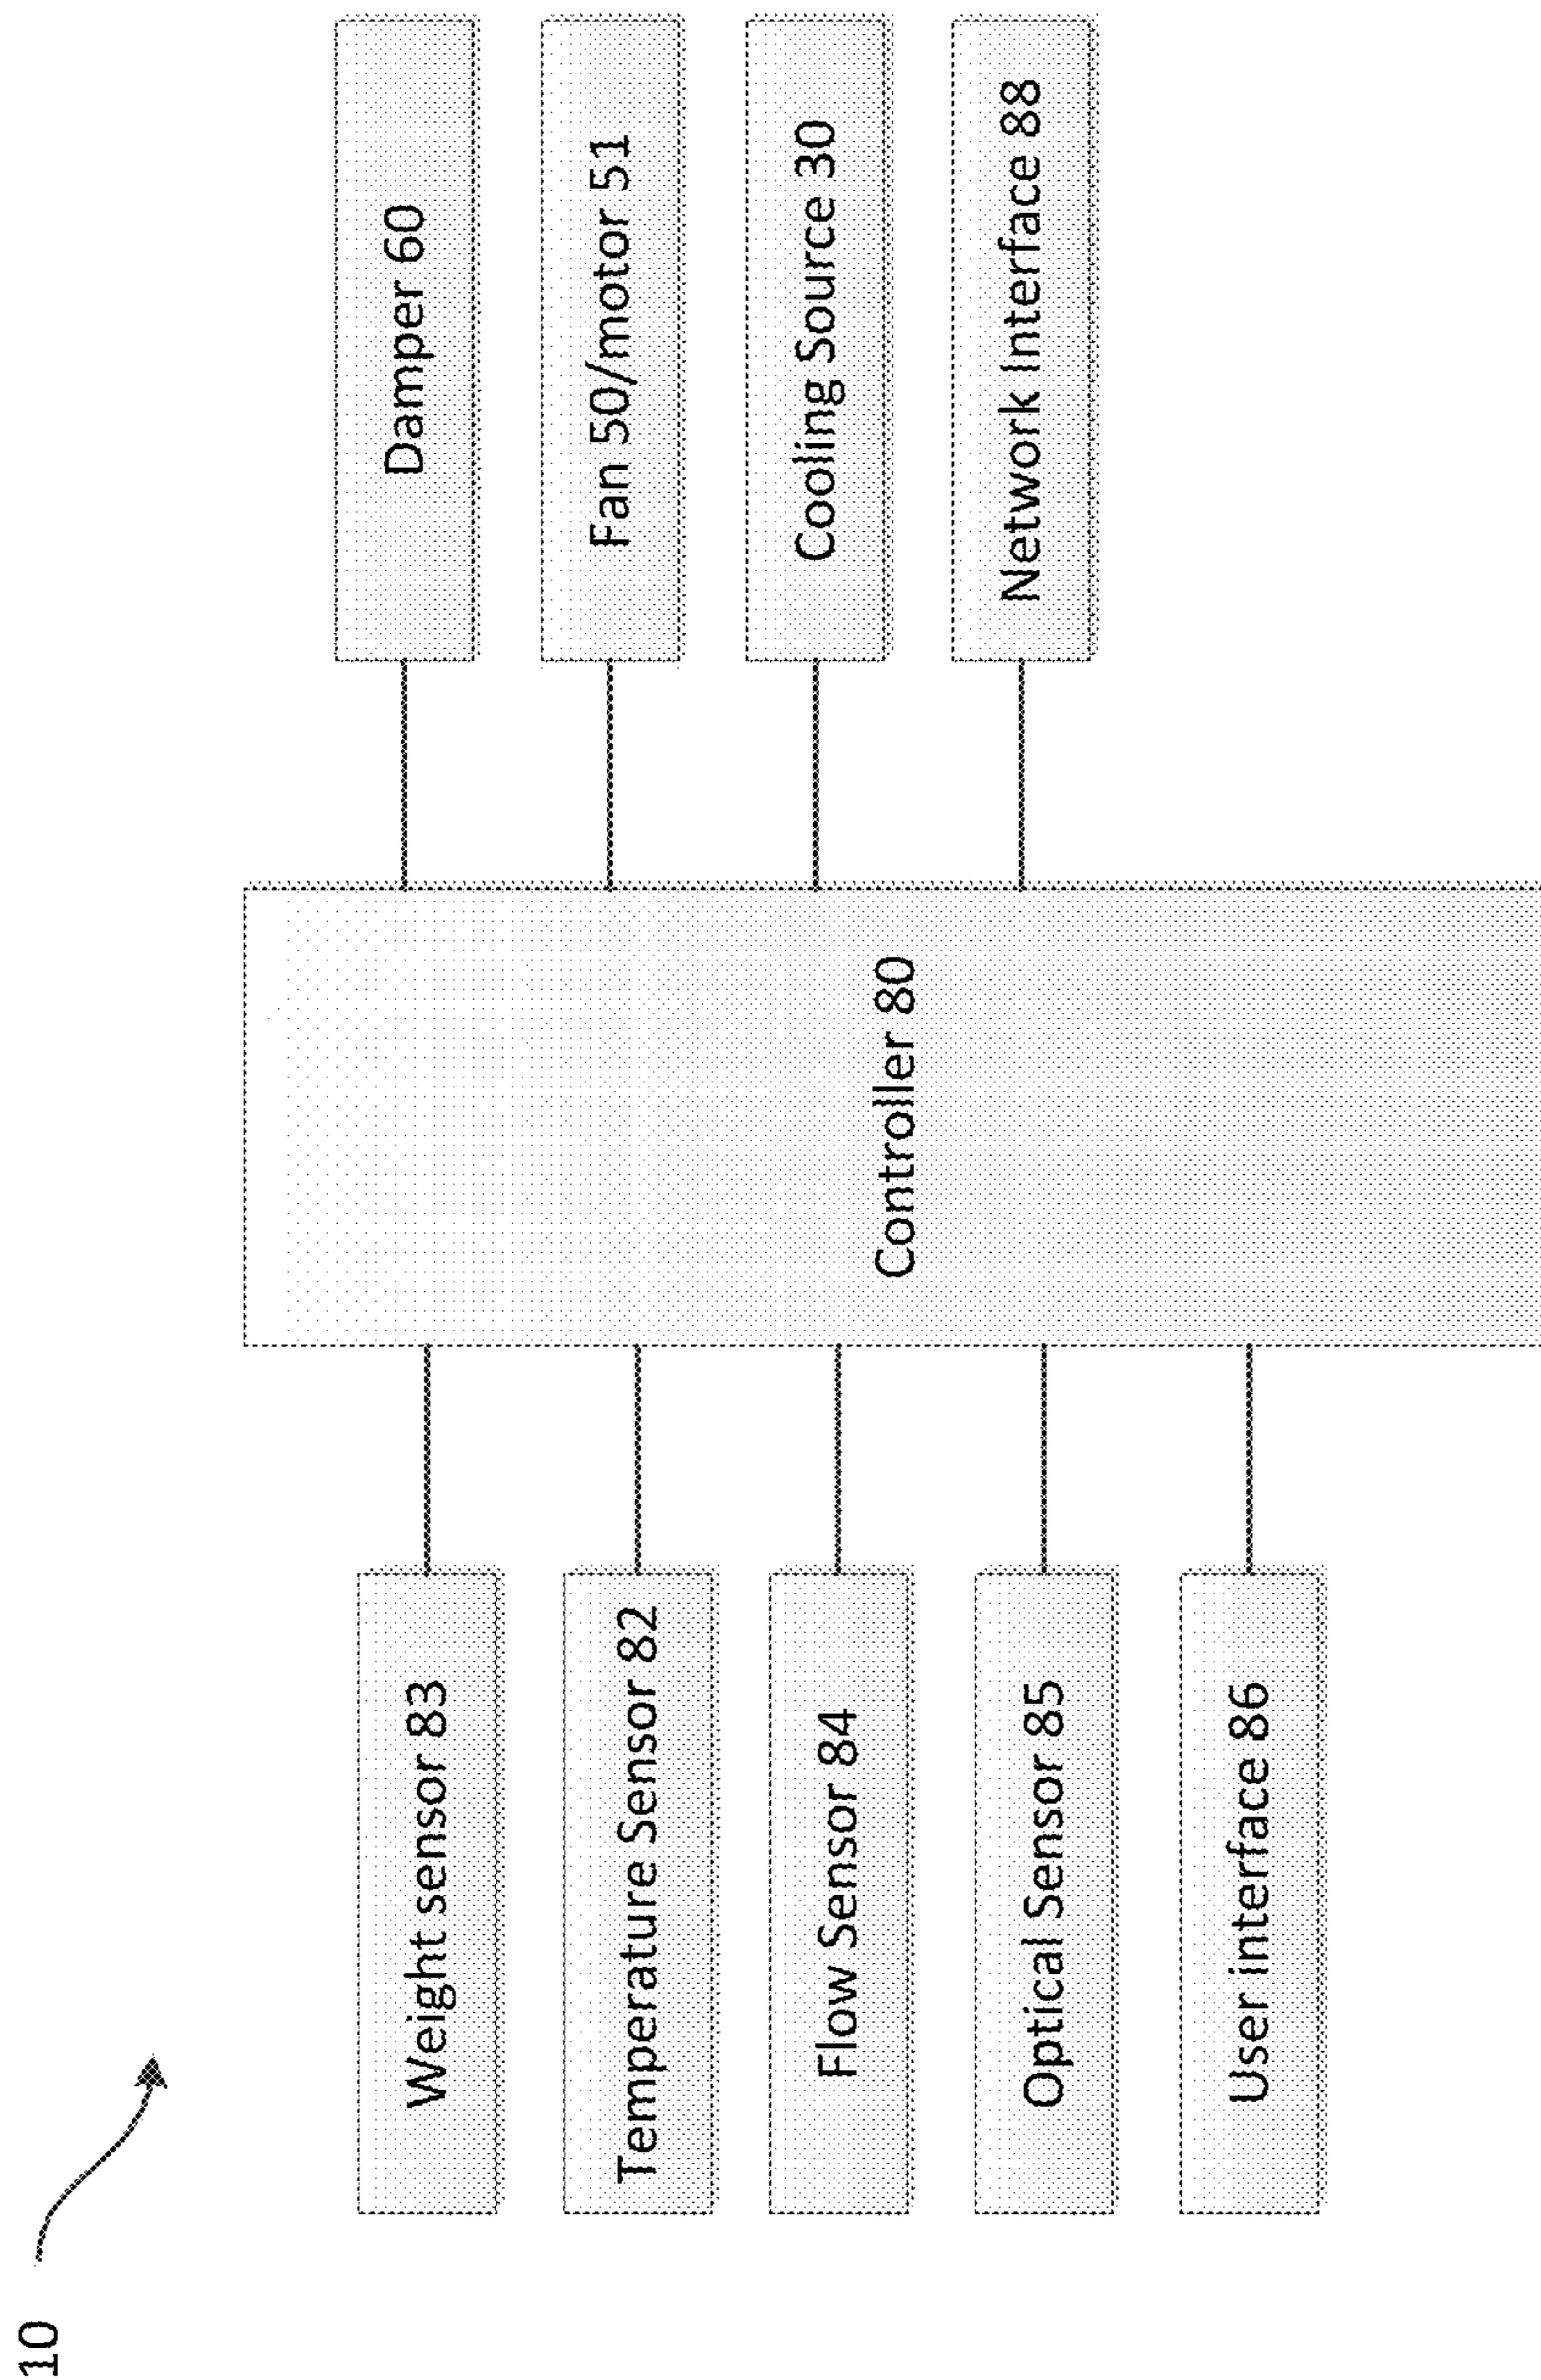 10
Weight sensor 83
Temperature Sensor 82
Flow Sensor 84
Optical Sensor 85
User interface 86
Controller 80
Damper 60
Fan 50/motor 51
Cooling Source 30
Network Interface 88